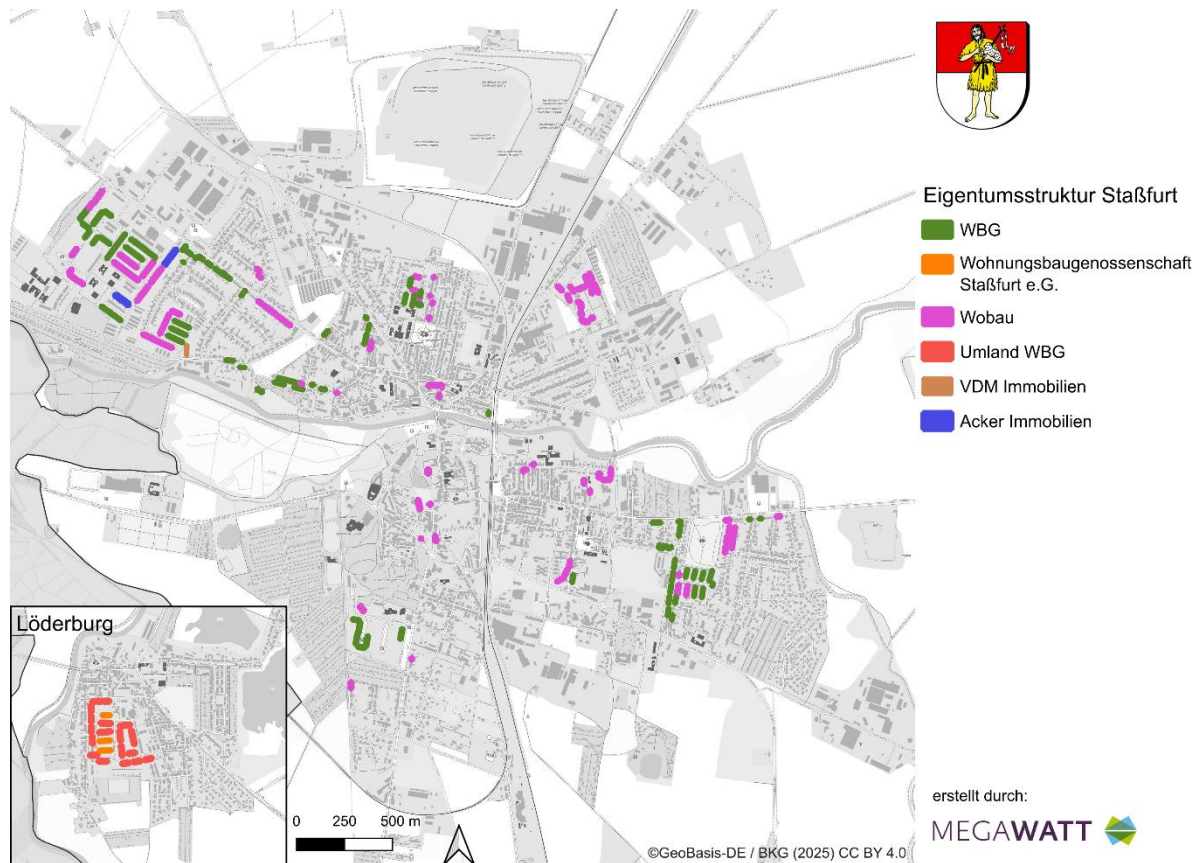 Eigentumsstruktur Staßfurt
WBG
Wohnungsbaugenossenschaft
Staßfurt e.G.
Wobau
Umland WBG
VDM Immobilien
Acker Immobilien
Löderburg
0 250 500 m
©GeoBasis-DE / BKG (2025) CC BY 4.0
erstellt durch:
MEGAWATT